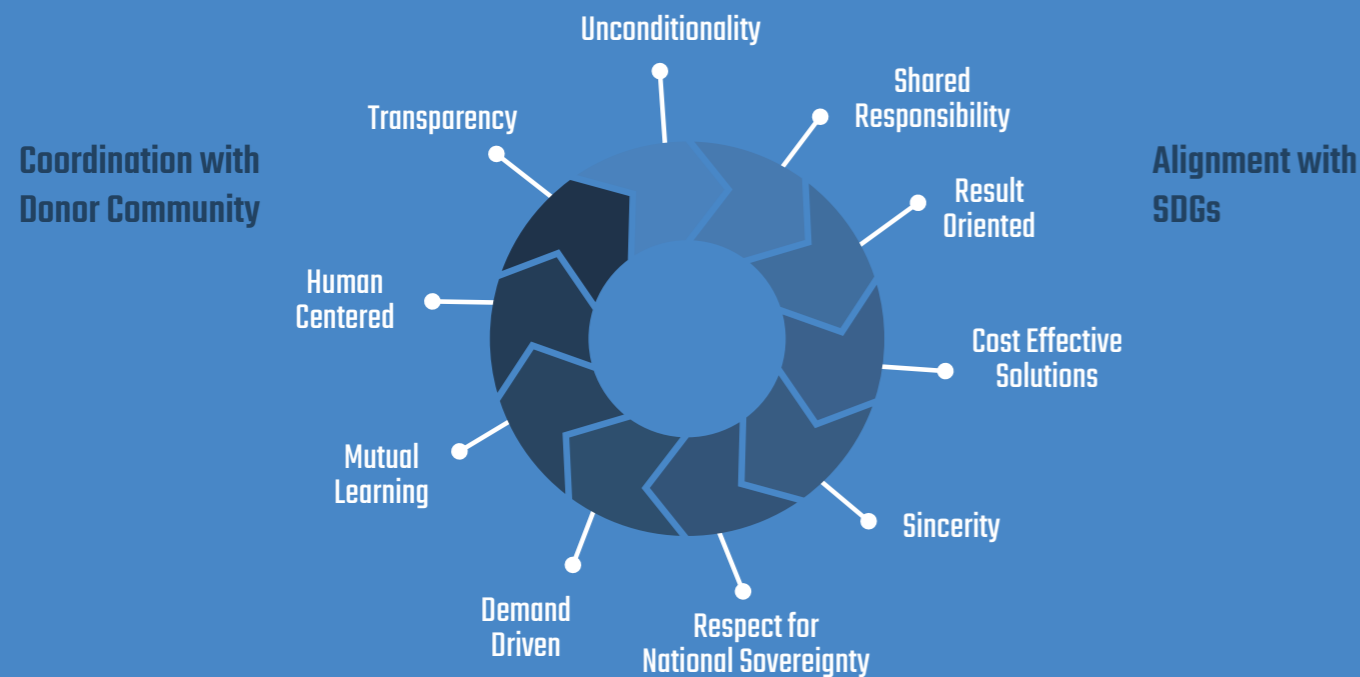 Unconditionality
Shared
Responsibility
Transparency
Coordination with
Donor Community
Alignment with
SDGs
Result
Oriented
Human
Centered
Cost Effective
Solutions
Mutual
Learning
Sincerity
Demand
Driven
Respect for
National Sovereignty